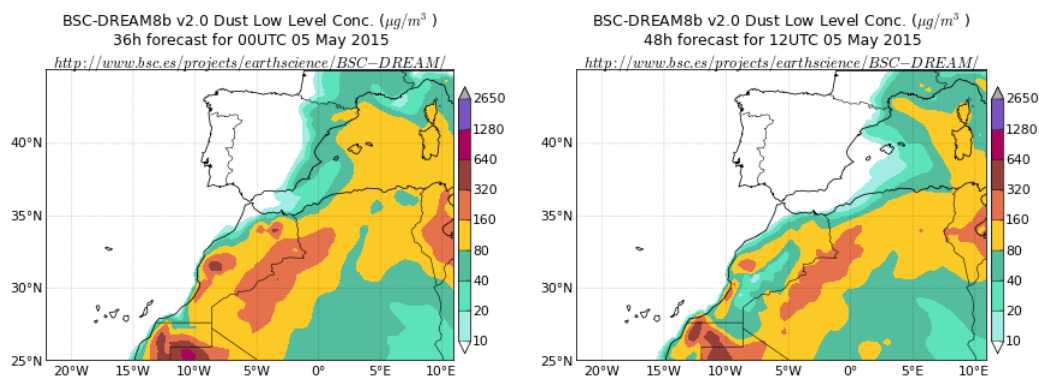 BSC-DREAM8b v2.0 Dust Low Level Conc. (μg/m³ )
36h forecast for 00UTC 05 May 2015
http://www.bsc.es/projects/earthscience/BSC−DREAM/
40°N
35°N
30°N
25°N
20°W 15°W 10°W 5°W 0°E 5°E 10°E
2650
1280
640
320
160
80
40
20
10
BSC-DREAM8b v2.0 Dust Low Level Conc. (μg/m³ )
48h forecast for 12UTC 05 May 2015
http://www.bsc.es/projects/earthscience/BSC−DREAM/
40°N
35°N
30°N
25°N
20°W 15°W 10°W 5°W 0°E 5°E 10°E
2650
1280
640
320
160
80
40
20
10